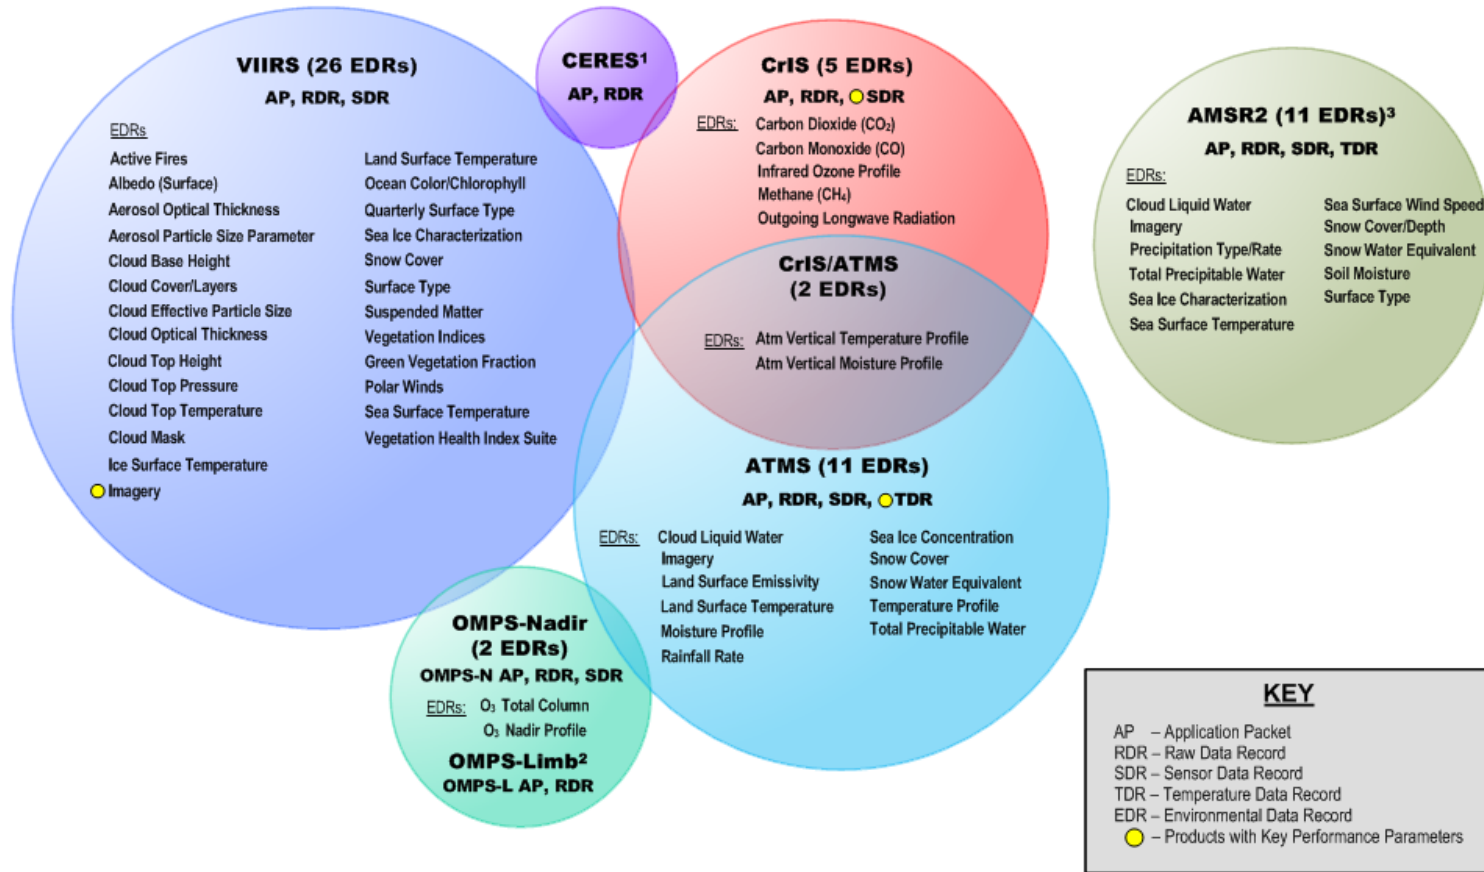 VIIRS (26 EDRs)
AP, RDR, SDR
EDRs
Active Fires
Albedo (Surface)
Aerosol Optical Thickness
Aerosol Particle Size Parameter
Cloud Base Height
Cloud Cover/Layers
Cloud Effective Particle Size
Cloud Optical Thickness
Cloud Top Height
Cloud Top Pressure
Cloud Top Temperature
Cloud Mask
Ice Surface Temperature
Imagery
Land Surface Temperature
Ocean Color/Chlorophyll
Quarterly Surface Type
Sea Ice Characterization
Snow Cover
Surface Type
Suspended Matter
Vegetation Indices
Green Vegetation Fraction
Polar Winds
Sea Surface Temperature
Vegetation Health Index Suite
CERES¹
AP, RDR
CrIS (5 EDRs)
AP, RDR, SDR
EDRs:
Carbon Dioxide (CO₂)
Carbon Monoxide (CO)
Infrared Ozone Profile
Methane (CH₄)
Outgoing Longwave Radiation
CrIS/ATMS
(2 EDRs)
EDRs:
Atm Vertical Temperature Profile
Atm Vertical Moisture Profile
ATMS (11 EDRs)
AP, RDR, SDR, TDR
EDRs:
Cloud Liquid Water
Imagery
Land Surface Emissivity
Land Surface Temperature
Moisture Profile
Rainfall Rate
Sea Ice Concentration
Snow Cover
Snow Water Equivalent
Temperature Profile
Total Precipitable Water
OMPS-Nadir
(2 EDRs)
OMPS-N AP, RDR, SDR
EDRs:
O₃ Total Column
O₃ Nadir Profile
OMPS-Limb²
OMPS-L AP, RDR
AMSR2 (11 EDRs)³
AP, RDR, SDR, TDR
EDRs:
Cloud Liquid Water
Imagery
Precipitation Type/Rate
Total Precipitable Water
Sea Ice Characterization
Sea Surface Temperature
Sea Surface Wind Speed
Snow Cover/Depth
Snow Water Equivalent
Soil Moisture
Surface Type
KEY
AP – Application Packet
RDR – Raw Data Record
SDR – Sensor Data Record
TDR – Temperature Data Record
EDR – Environmental Data Record
– Products with Key Performance Parameters